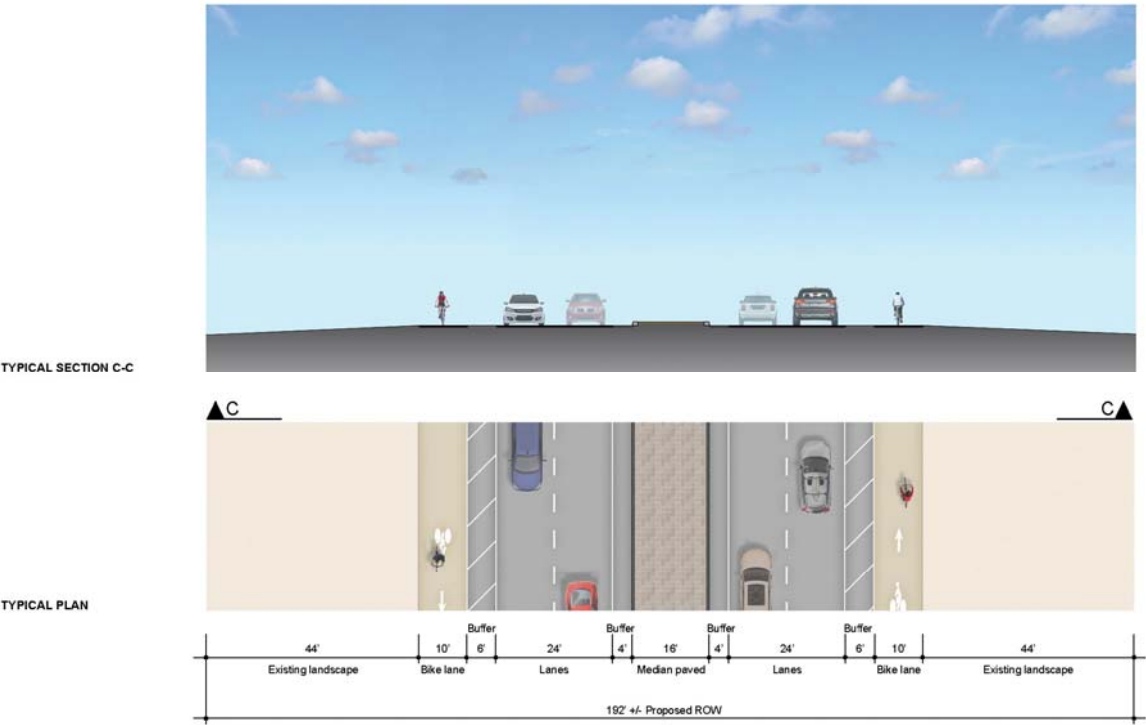 TYPICAL SECTION C-C
C C
TYPICAL PLAN
Buffer Buffer Buffer Buffer
44' 10' 6' 24' 4' 16' 4' 24' 6' 10' 44'
Existing landscape Bike lane Lanes Median paved Lanes Bike lane Existing landscape
192' +/- Proposed ROW